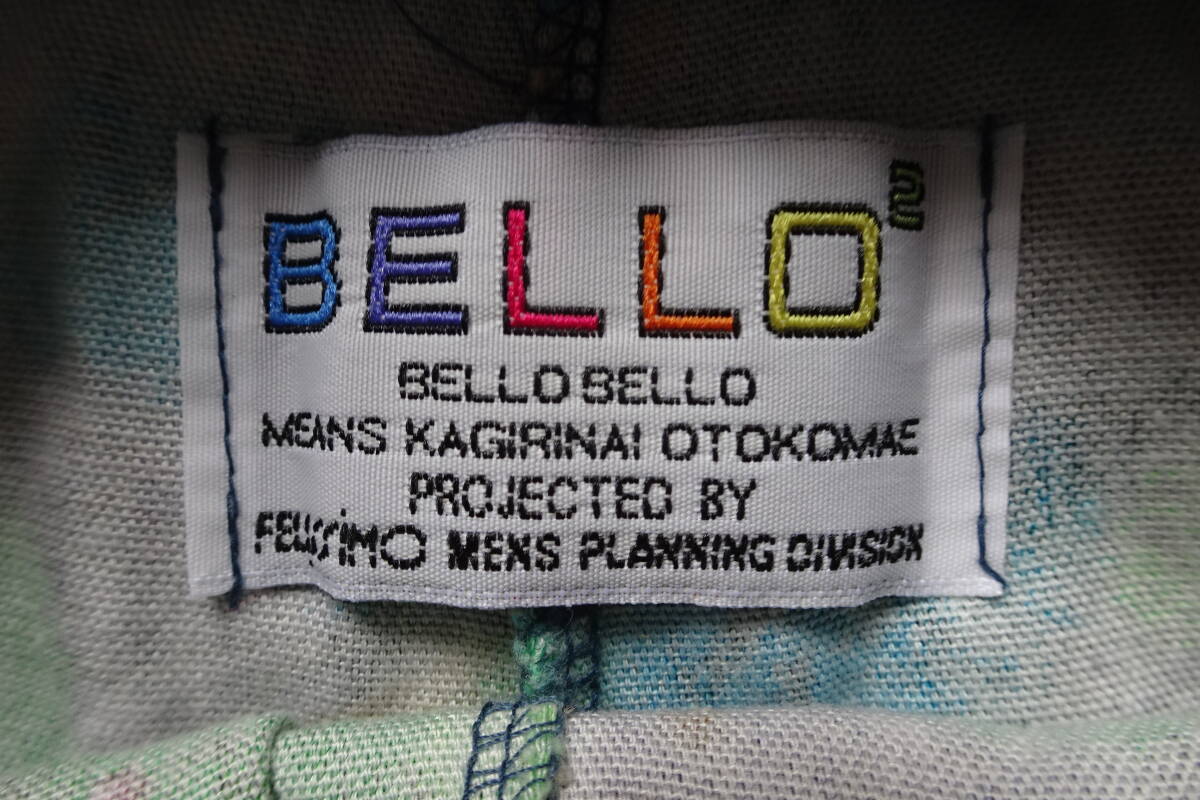 BELLO²
BELLO BELLO
MEANS KAGIRINAI OTOKOMAE
PROJECTED BY
FELISSIMO MENS PLANNING DIVISION